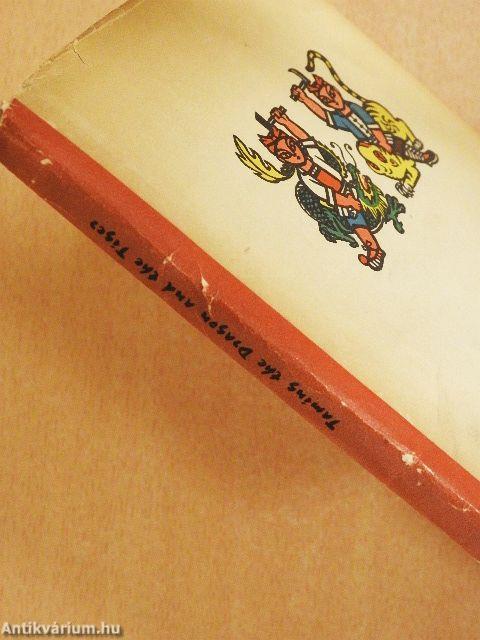 Taming the Dragon and the Tiger
Antikvárium.hu